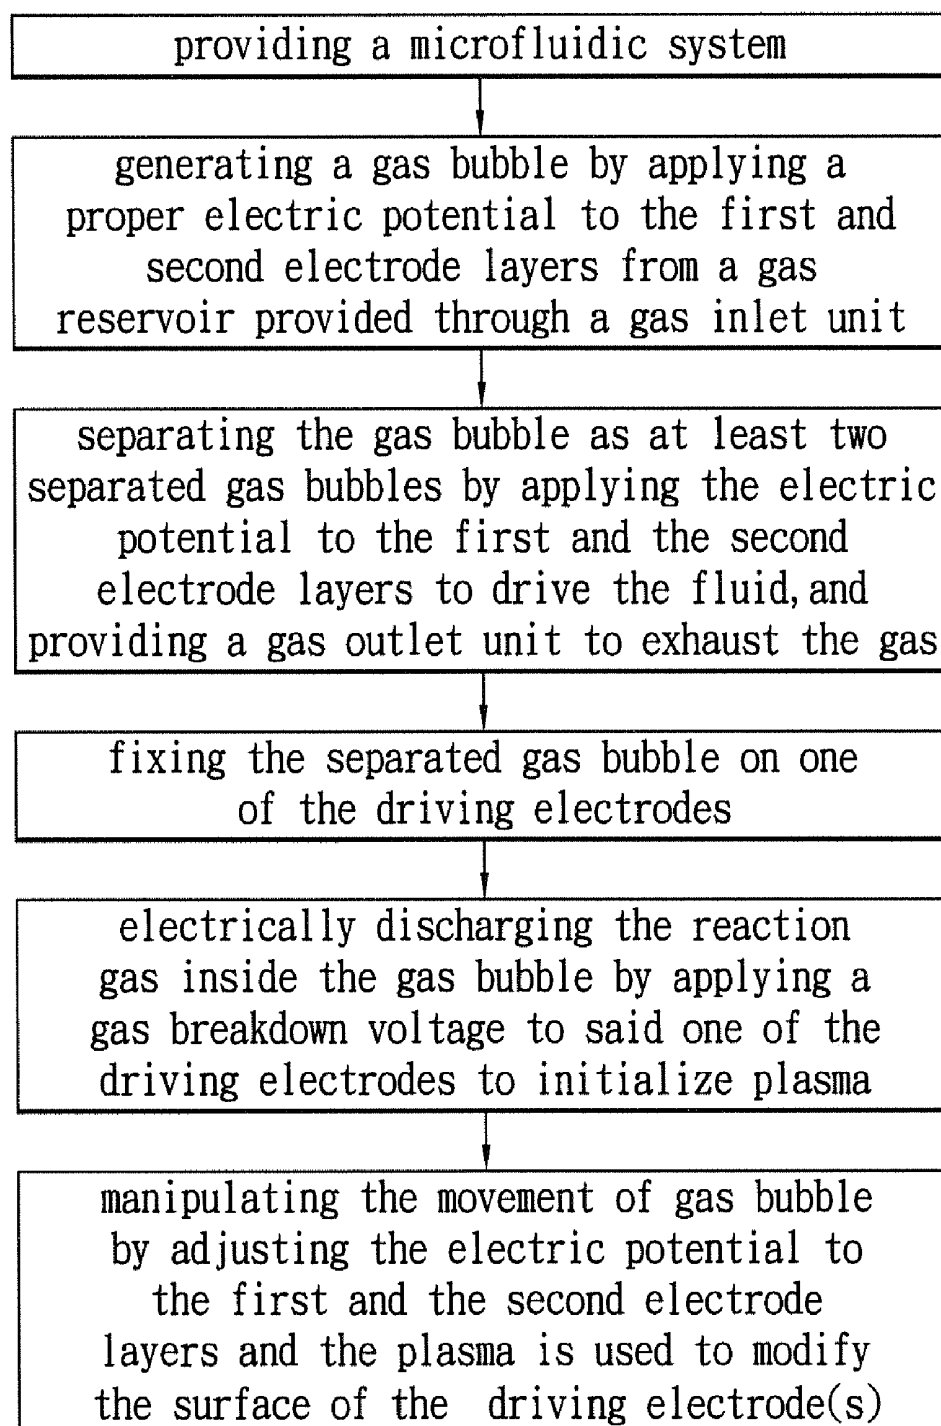 providing a microfluidic system
generating a gas bubble by applying a
proper electric potential to the first and
second electrode layers from a gas
reservoir provided through a gas inlet unit
separating the gas bubble as at least two
separated gas bubbles by applying the electric
potential to the first and the second
electrode layers to drive the fluid, and
providing a gas outlet unit to exhaust the gas
fixing the separated gas bubble on one
of the driving electrodes
electrically discharging the reaction
gas inside the gas bubble by applying a
gas breakdown voltage to said one of the
driving electrodes to initialize plasma
manipulating the movement of gas bubble
by adjusting the electric potential to
the first and the second electrode
layers and the plasma is used to modify
the surface of the driving electrode(s)